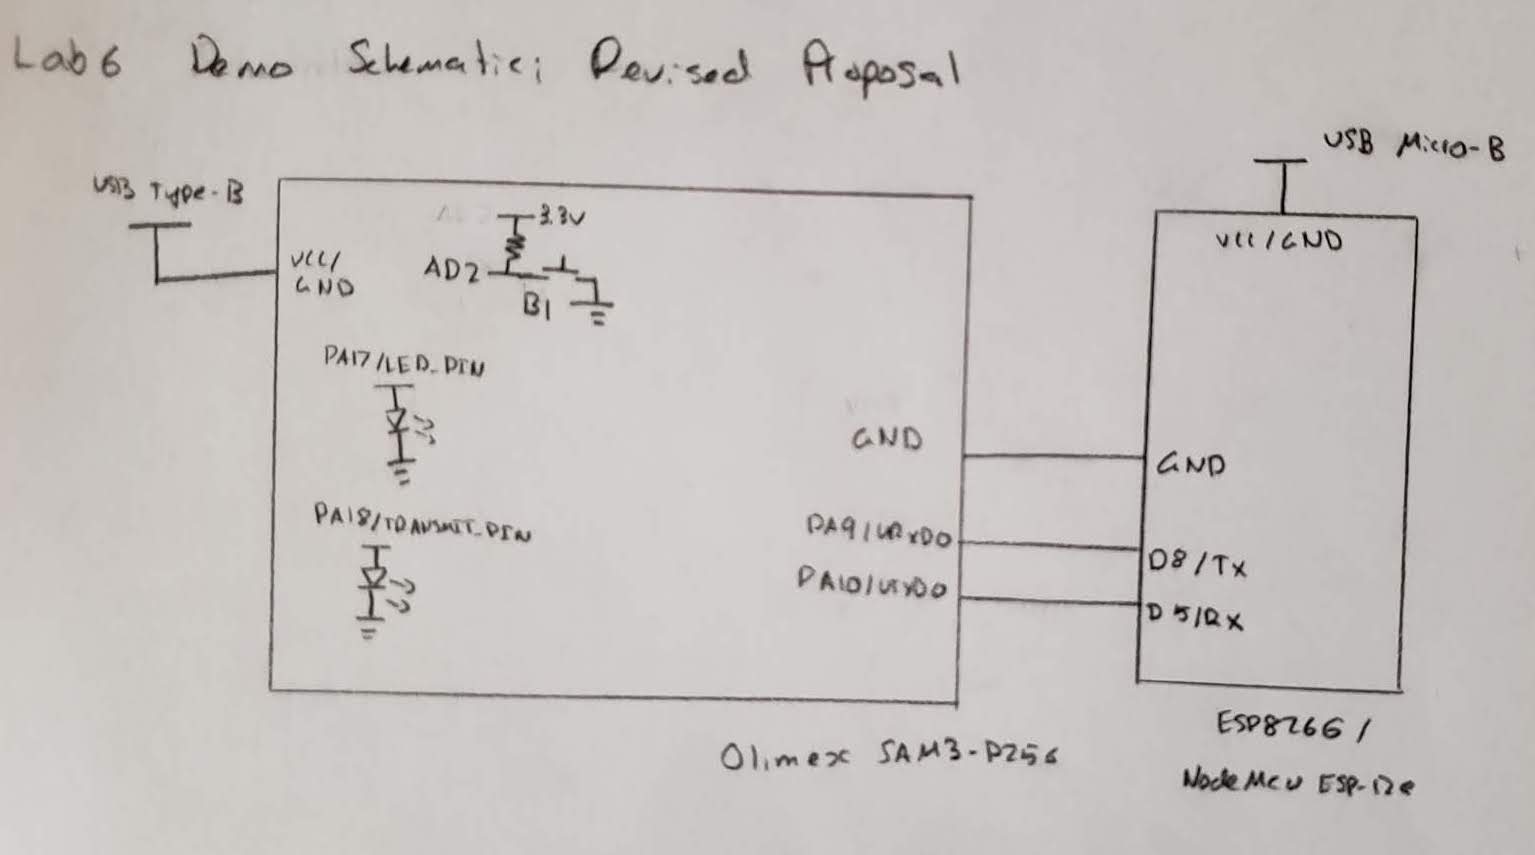 Lab 6 Demo Schematic; Revised Proposal
USB Micro-B
USB Type-B
VCC/
GND
3.3V
AD2
B1
VCC/GND
PA17/LED_PIN
GND
GND
PA18/TRANSMIT_PIN
PA9/URXD0
D8/Tx
PA10/UTXD0
D5/RX
Olimex SAM3-P256
ESP8266/
NodeMCU ESP-12e